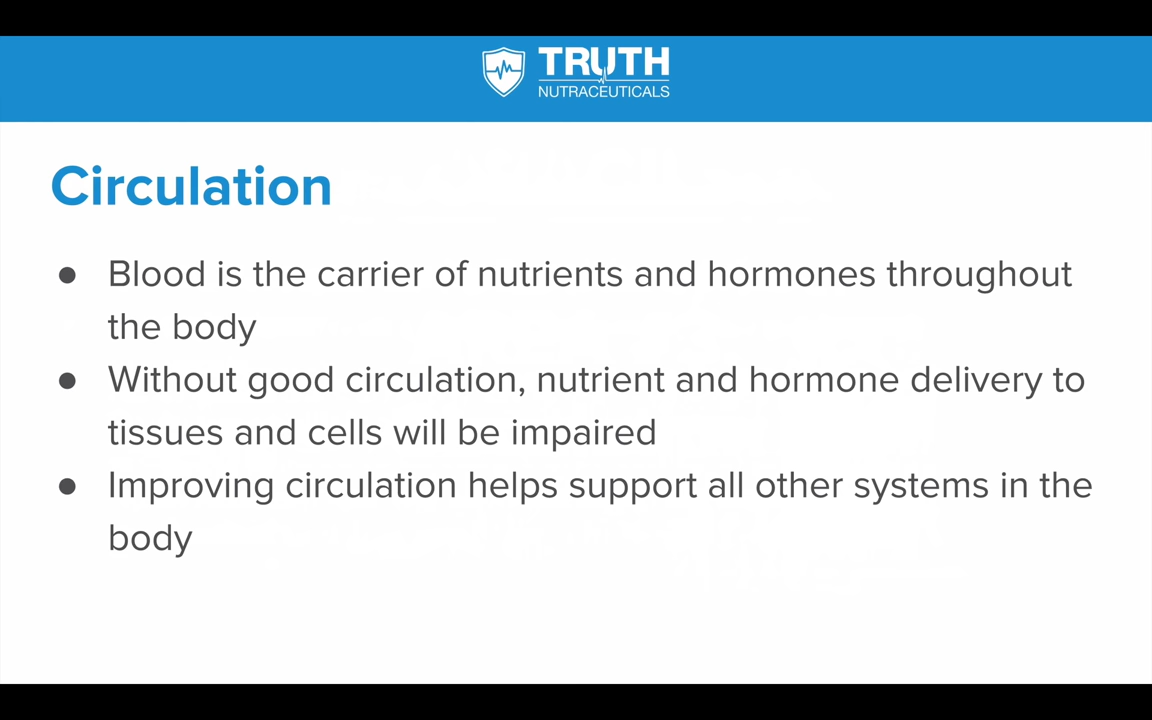 TRUTH
NUTRACEUTICALS
Circulation
● Blood is the carrier of nutrients and hormones throughout
the body
● Without good circulation, nutrient and hormone delivery to
tissues and cells will be impaired
● Improving circulation helps support all other systems in the
body